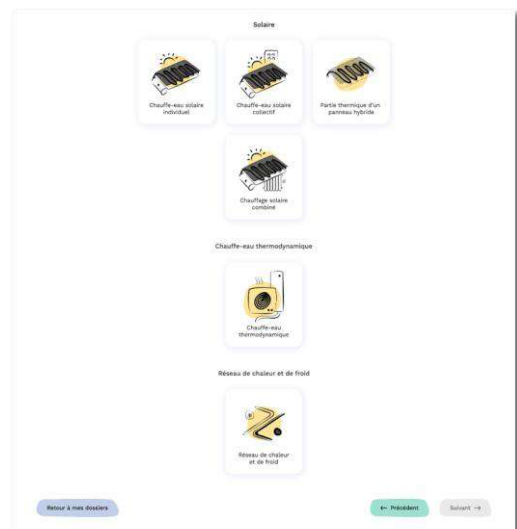 Solaire
Chauffe-eau solaire
individuel
Chauffe-eau solaire
collectif
Partie thermique d'un
panneau hybride
Chauffage solaire
combiné
Chauffe-eau thermodynamique
Chauffe-eau
thermodynamique
Réseau de chaleur et de froid
Réseau de chaleur
et de froid
Retour à mes dossiers
← Précédent
Suivant →